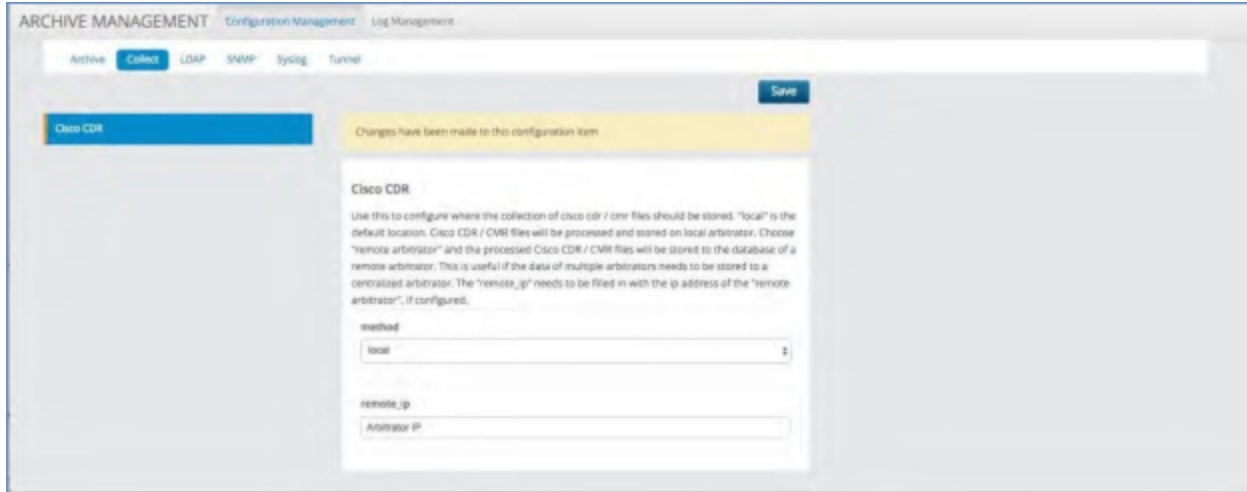 ARCHIVE MANAGEMENT Configuration Management Log Management
Archive Collect LDAP SNMP Syslog Tunnel
Save
Cisco CDR
Changes have been made to this configuration item
Cisco CDR
Use this to configure where the collection of cisco cdr / cmr files should be stored. "local" is the
default location. Cisco CDR / CMR files will be processed and stored on local arbitrator. Choose
"remote arbitrator" and the processed Cisco CDR / CMR files will be stored to the database of a
remote arbitrator. This is useful if the data of multiple arbitrators needs to be stored to a
centralized arbitrator. The "remote_ip" needs to be filled in with the ip address of the "remote
arbitrator", if configured.
method
local
remote_ip
Arbitrator IP